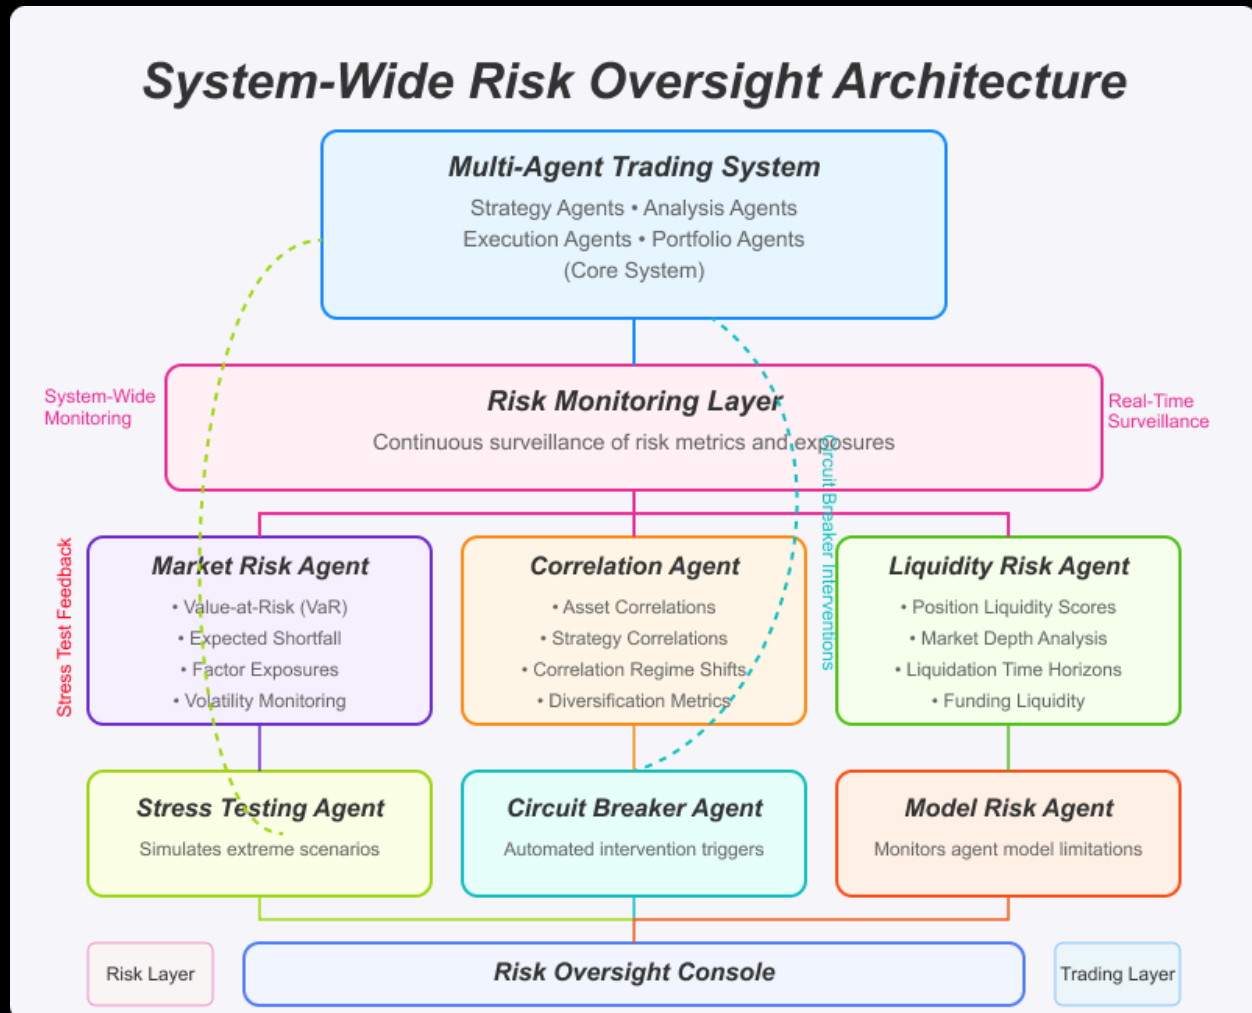 System-Wide Risk Oversight Architecture
Multi-Agent Trading System
Strategy Agents • Analysis Agents
Execution Agents • Portfolio Agents
(Core System)
System-Wide
Monitoring
Risk Monitoring Layer
Continuous surveillance of risk metrics and exposures
Real-Time
Surveillance
Stress Test Feedback
Market Risk Agent
• Value-at-Risk (VaR)
• Expected Shortfall
• Factor Exposures
• Volatility Monitoring
Correlation Agent
• Asset Correlations
• Strategy Correlations
• Correlation Regime Shifts
• Diversification Metrics
Circuit Breaker Interventions
Liquidity Risk Agent
• Position Liquidity Scores
• Market Depth Analysis
• Liquidation Time Horizons
• Funding Liquidity
Stress Testing Agent
Simulates extreme scenarios
Circuit Breaker Agent
Automated intervention triggers
Model Risk Agent
Monitors agent model limitations
Risk Layer
Risk Oversight Console
Trading Layer